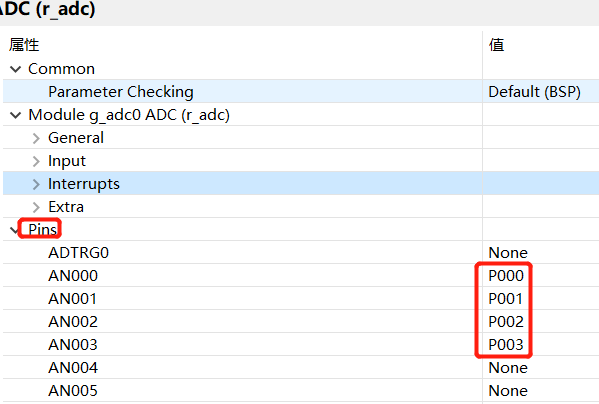 ADC (r_adc)
属性 值
Common
Parameter Checking Default (BSP)
Module g_adc0 ADC (r_adc)
General
Input
Interrupts
Extra
Pins
ADTRG0 None
AN000 P000
AN001 P001
AN002 P002
AN003 P003
AN004 None
AN005 None